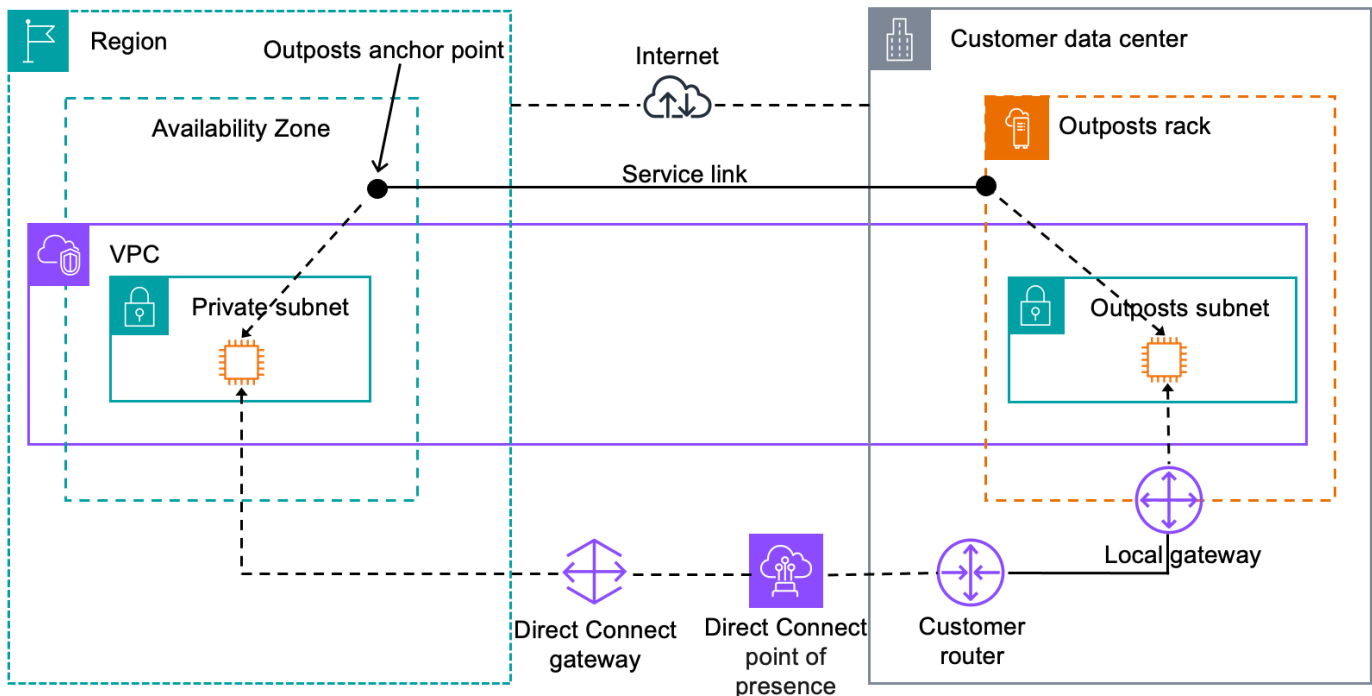 Region
Outposts anchor point
Internet
Customer data center
Availability Zone
Outposts rack
Service link
VPC
Private subnet
Outposts subnet
Local gateway
Direct Connect
gateway
Direct Connect
point of
presence
Customer
router